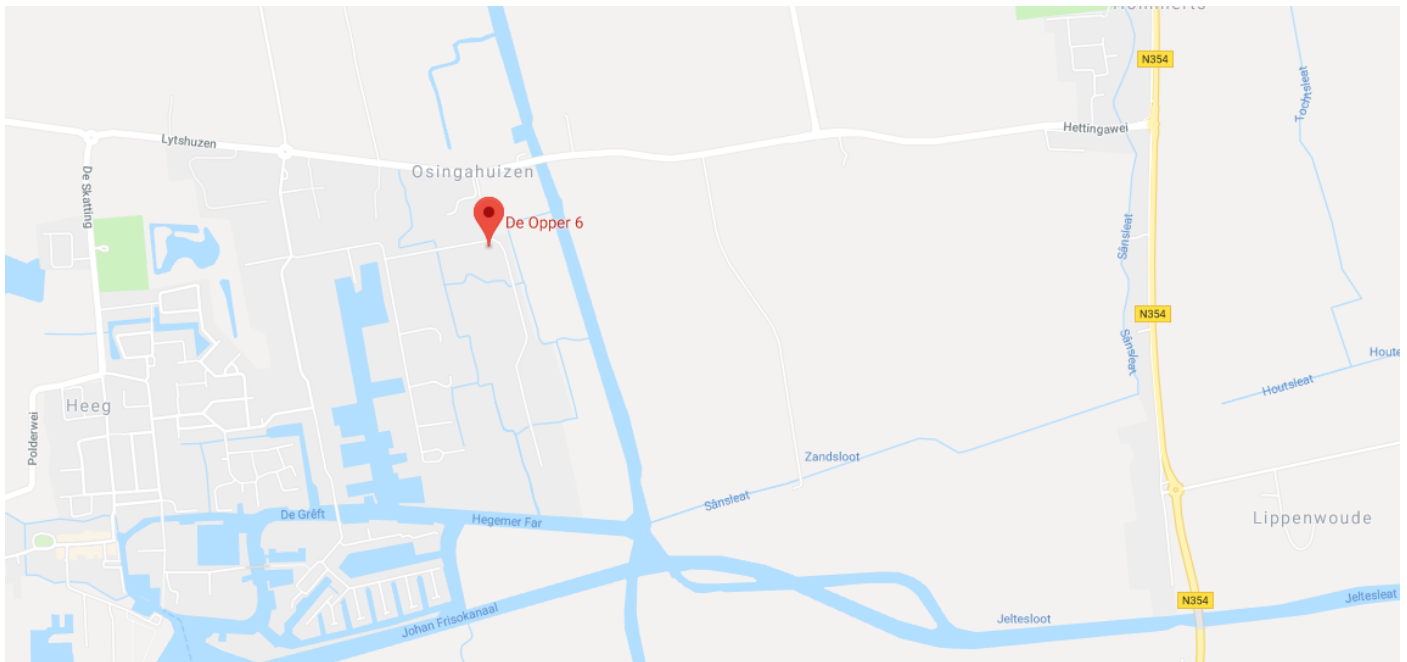 Hommerts
N354
Tochtsleat
Lytshuzen
Hettingawei
Osingahuizen
De Skatting
De Opper 6
Sânsleat
N354
Sânsleat
Houte
Houtsleat
Heeg
Polderwei
Zandsloot
Sânsleat
De Grêft
Hegemer Far
Lippenwoude
N354
Jeltesleat
Jeltesloot
Johan Frisokanaal